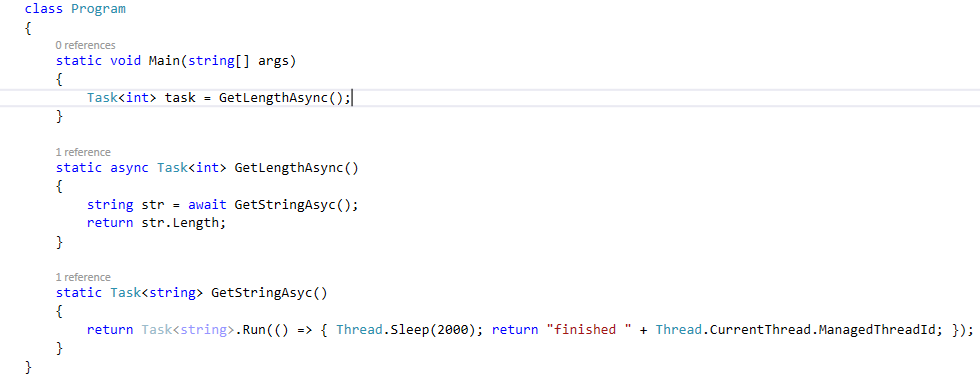 class Program
{
0 references
static void Main(string[] args)
{
Task<int> task = GetLengthAsync();
}
1 reference
static async Task<int> GetLengthAsync()
{
string str = await GetStringAsyc();
return str.Length;
}
1 reference
static Task<string> GetStringAsyc()
{
return Task<string>.Run(() => { Thread.Sleep(2000); return "finished " + Thread.CurrentThread.ManagedThreadId; });
}
}